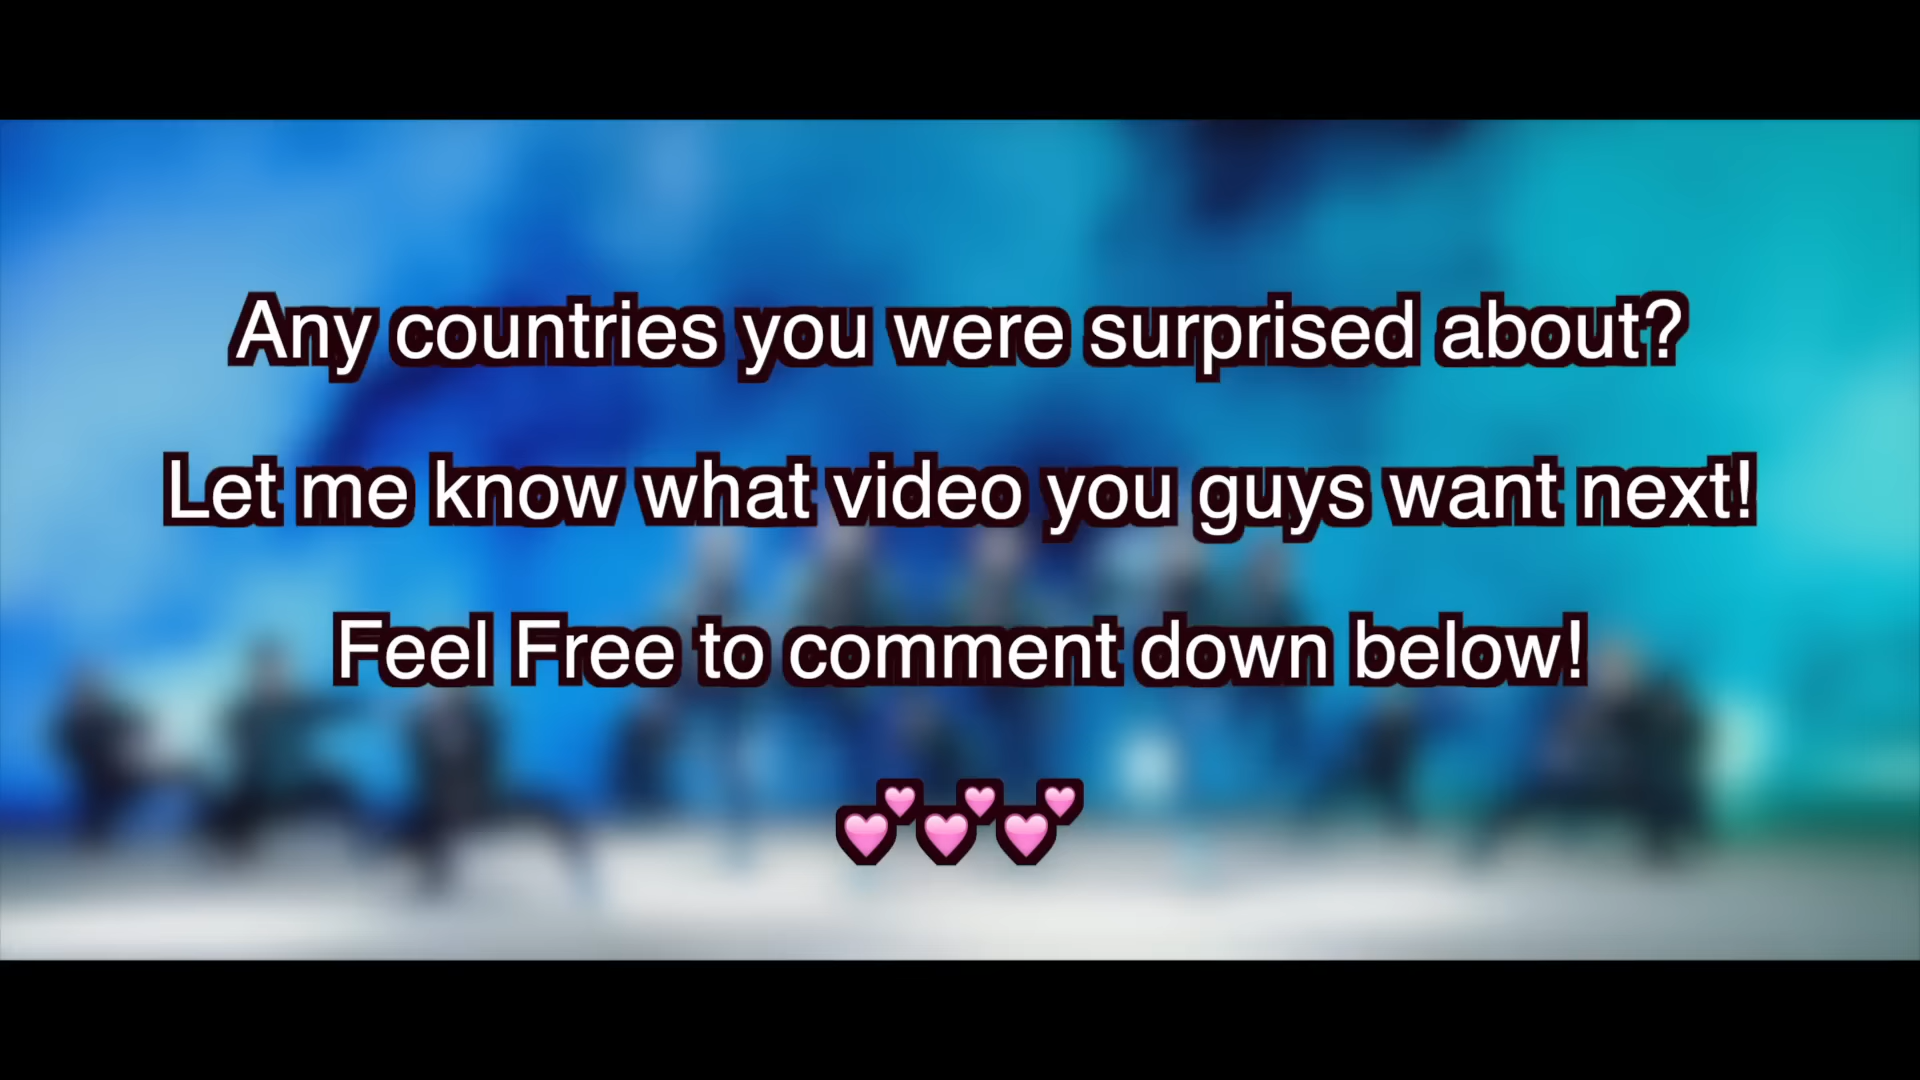 Any countries you were surprised about?
Let me know what video you guys want next!
Feel Free to comment down below!
💕💕💕